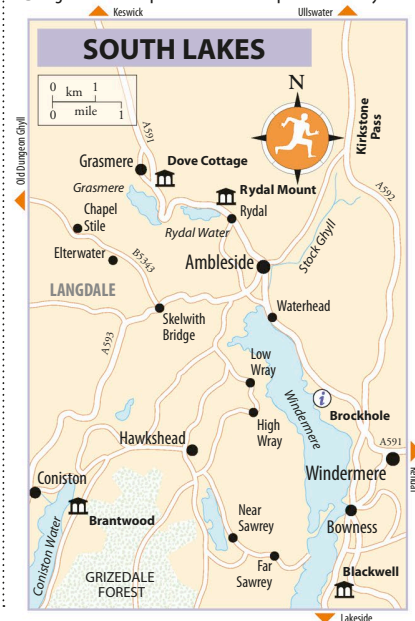 Keswick
Ullswater
SOUTH LAKES
0 km 1
0 mile 1
N
A591
Kirkstone
Pass
Old Dungeon Ghyll
Grasmere
Dove Cottage
A592
Grasmere
Rydal Mount
Chapel
Stile
Rydal
Rydal Water
Stock Ghyll
Elterwater
B5343
Ambleside
LANGDALE
Waterhead
Skelwith
Bridge
A593
Low
Wray
Windermere
i
Brockhole
High
Wray
Hawkshead
A591
Kendal
Windermere
Coniston
Brantwood
Near
Sawrey
Bowness
Coniston Water
GRIZEDALE
FOREST
Far
Sawrey
Blackwell
Lakeside